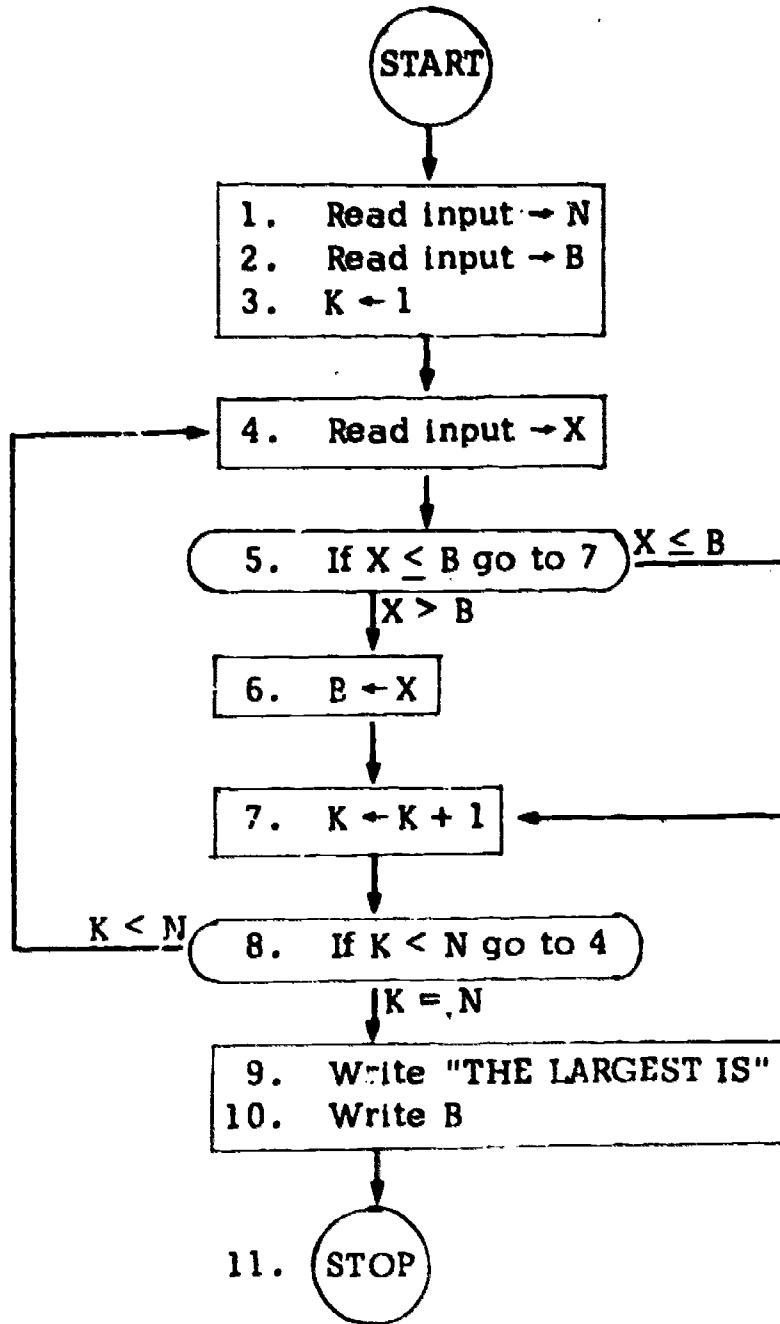 START
1. Read input → N
2. Read input → B
3. K ← 1
4. Read input → X
5. If X ≤ B go to 7
X ≤ B
X > B
6. B ← X
7. K ← K + 1
K < N
8. If K < N go to 4
K = N
9. Write "THE LARGEST IS"
10. Write B
11. STOP